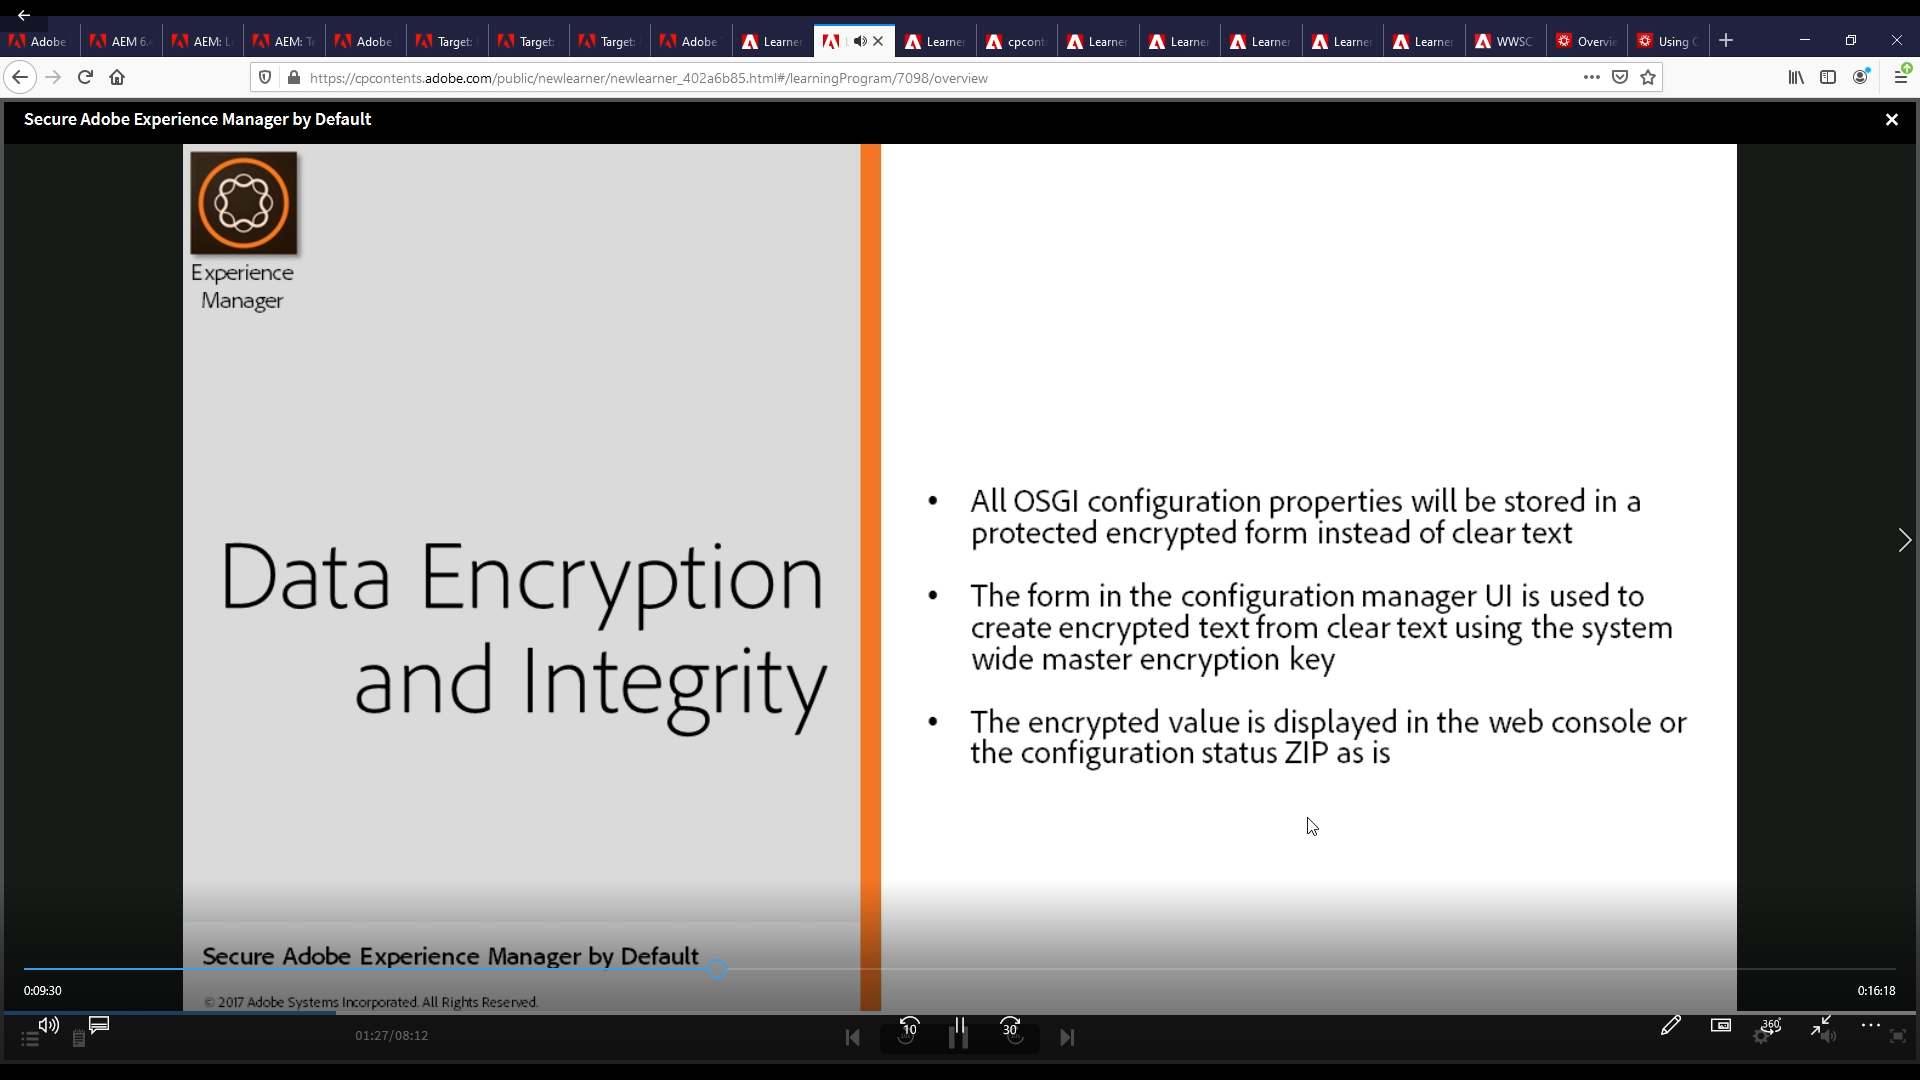 Adobe
AEM 6.
AEM: L
AEM: Te
Adobe
Target:
Target:
Target:
Adobe
Learner
L
Learner
cpcont
Learner
Learner
Learner
Learner
Learner
WWSC
Overvie
Using C
https://cpcontents.adobe.com/public/newlearner/newlearner_402a6b85.html#/learningProgram/7098/overview
Secure Adobe Experience Manager by Default
Experience
Manager
Data Encryption
and Integrity
• All OSGI configuration properties will be stored in a
protected encrypted form instead of clear text
• The form in the configuration manager UI is used to
create encrypted text from clear text using the system
wide master encryption key
• The encrypted value is displayed in the web console or
the configuration status ZIP as is
Secure Adobe Experience Manager by Default
0:09:30
0:16:18
© 2017 Adobe Systems Incorporated. All Rights Reserved.
01:27/08:12
10
30
360°